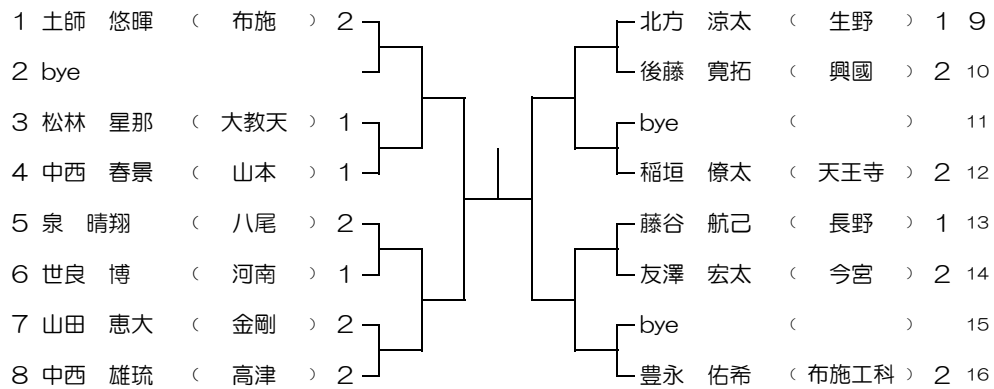 1 土師 悠暉 ( 布施 ) 2
2 bye
3 松林 星那 ( 大教天 ) 1
4 中西 春景 ( 山本 ) 1
5 泉 晴翔 ( 八尾 ) 2
6 世良 博 ( 河南 ) 1
7 山田 恵大 ( 金剛 ) 2
8 中西 雄琉 ( 高津 ) 2
北方 涼太 ( 生野 ) 1 9
後藤 寛拓 ( 興國 ) 2 10
bye ( ) 11
稲垣 僚太 ( 天王寺 ) 2 12
藤谷 航己 ( 長野 ) 1 13
友澤 宏太 ( 今宮 ) 2 14
bye ( ) 15
豊永 佑希 ( 布施工科 ) 2 16